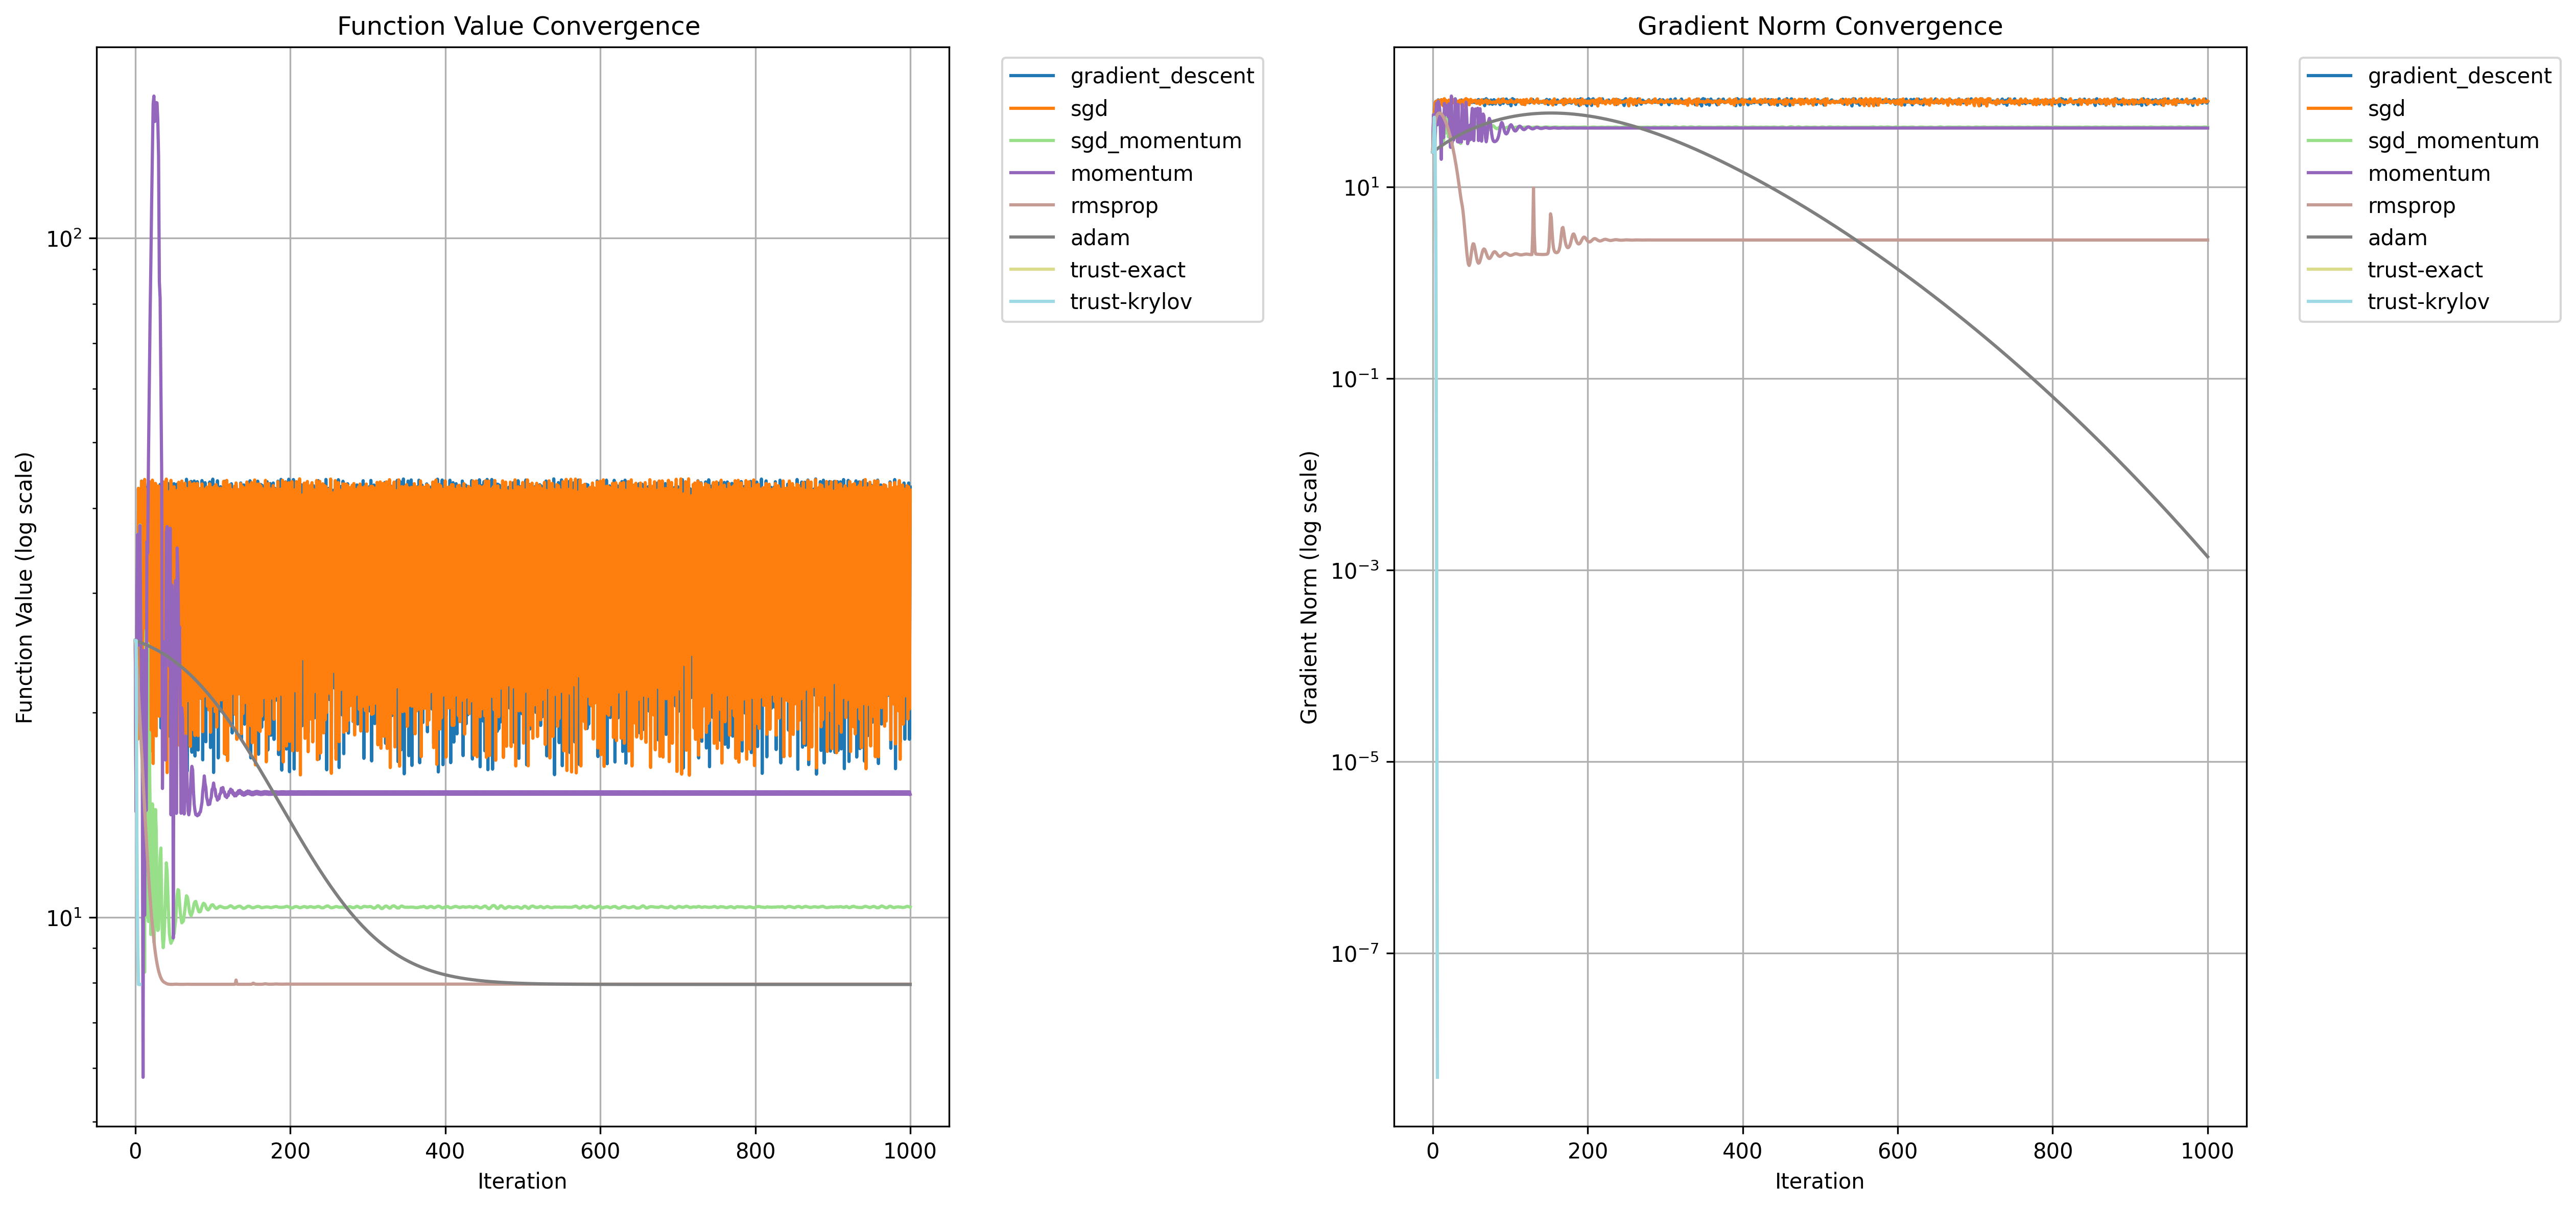 Function Value Convergence
Function Value (log scale)
10²
10¹
0 200 400 600 800 1000
Iteration
gradient_descent
sgd
sgd_momentum
momentum
rmsprop
adam
trust-exact
trust-krylov
Gradient Norm Convergence
Gradient Norm (log scale)
10¹
10⁻¹
10⁻³
10⁻⁵
10⁻⁷
0 200 400 600 800 1000
Iteration
gradient_descent
sgd
sgd_momentum
momentum
rmsprop
adam
trust-exact
trust-krylov